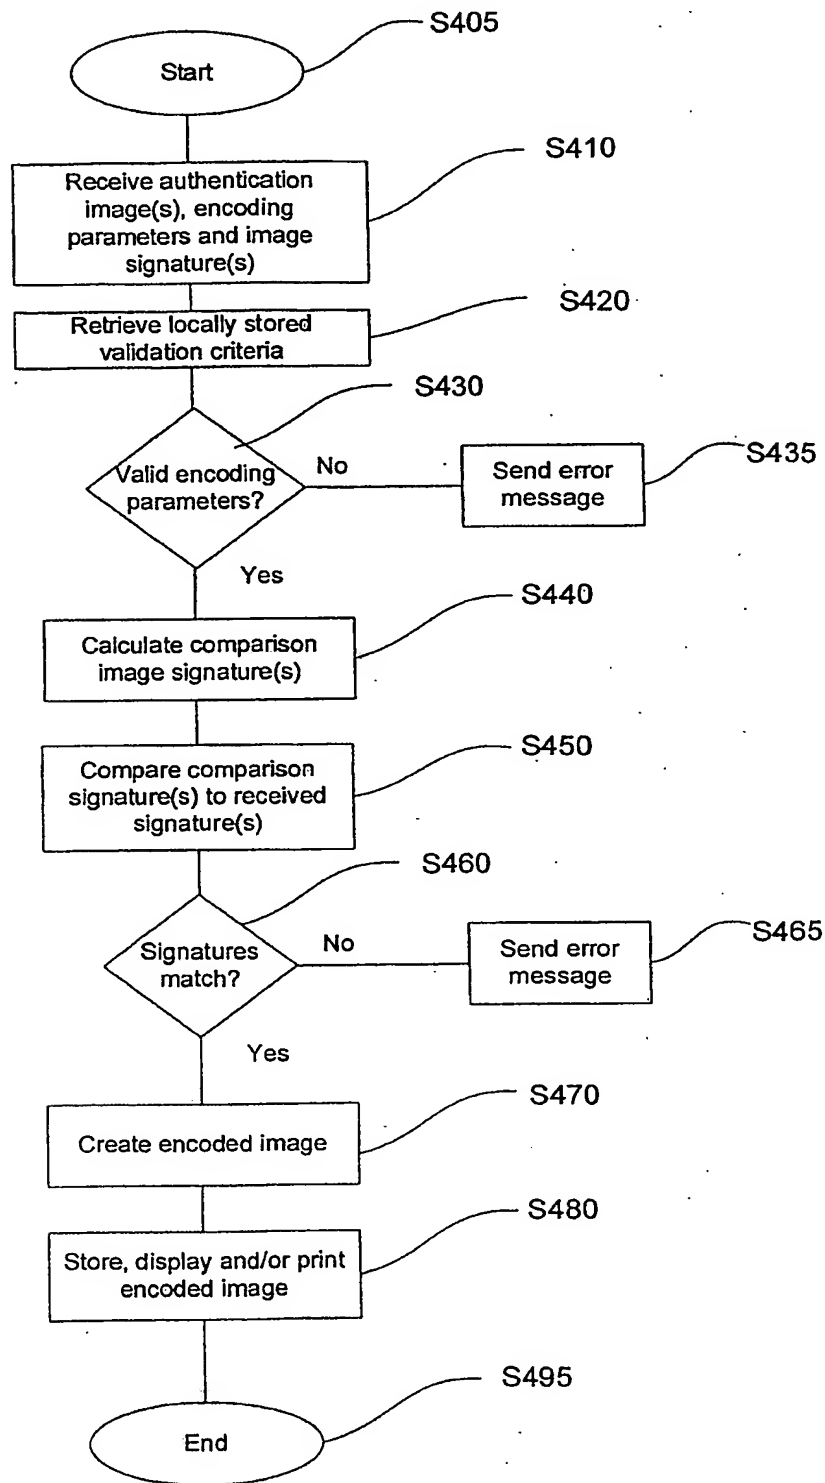 S405
Start
S410
Receive authentication
image(s), encoding
parameters and image
signature(s)
S420
Retrieve locally stored
validation criteria
S430
Valid encoding
parameters?
No
S435
Send error
message
Yes
S440
Calculate comparison
image signature(s)
S450
Compare comparison
signature(s) to received
signature(s)
S460
Signatures
match?
No
S465
Send error
message
Yes
S470
Create encoded image
S480
Store, display and/or print
encoded image
S495
End